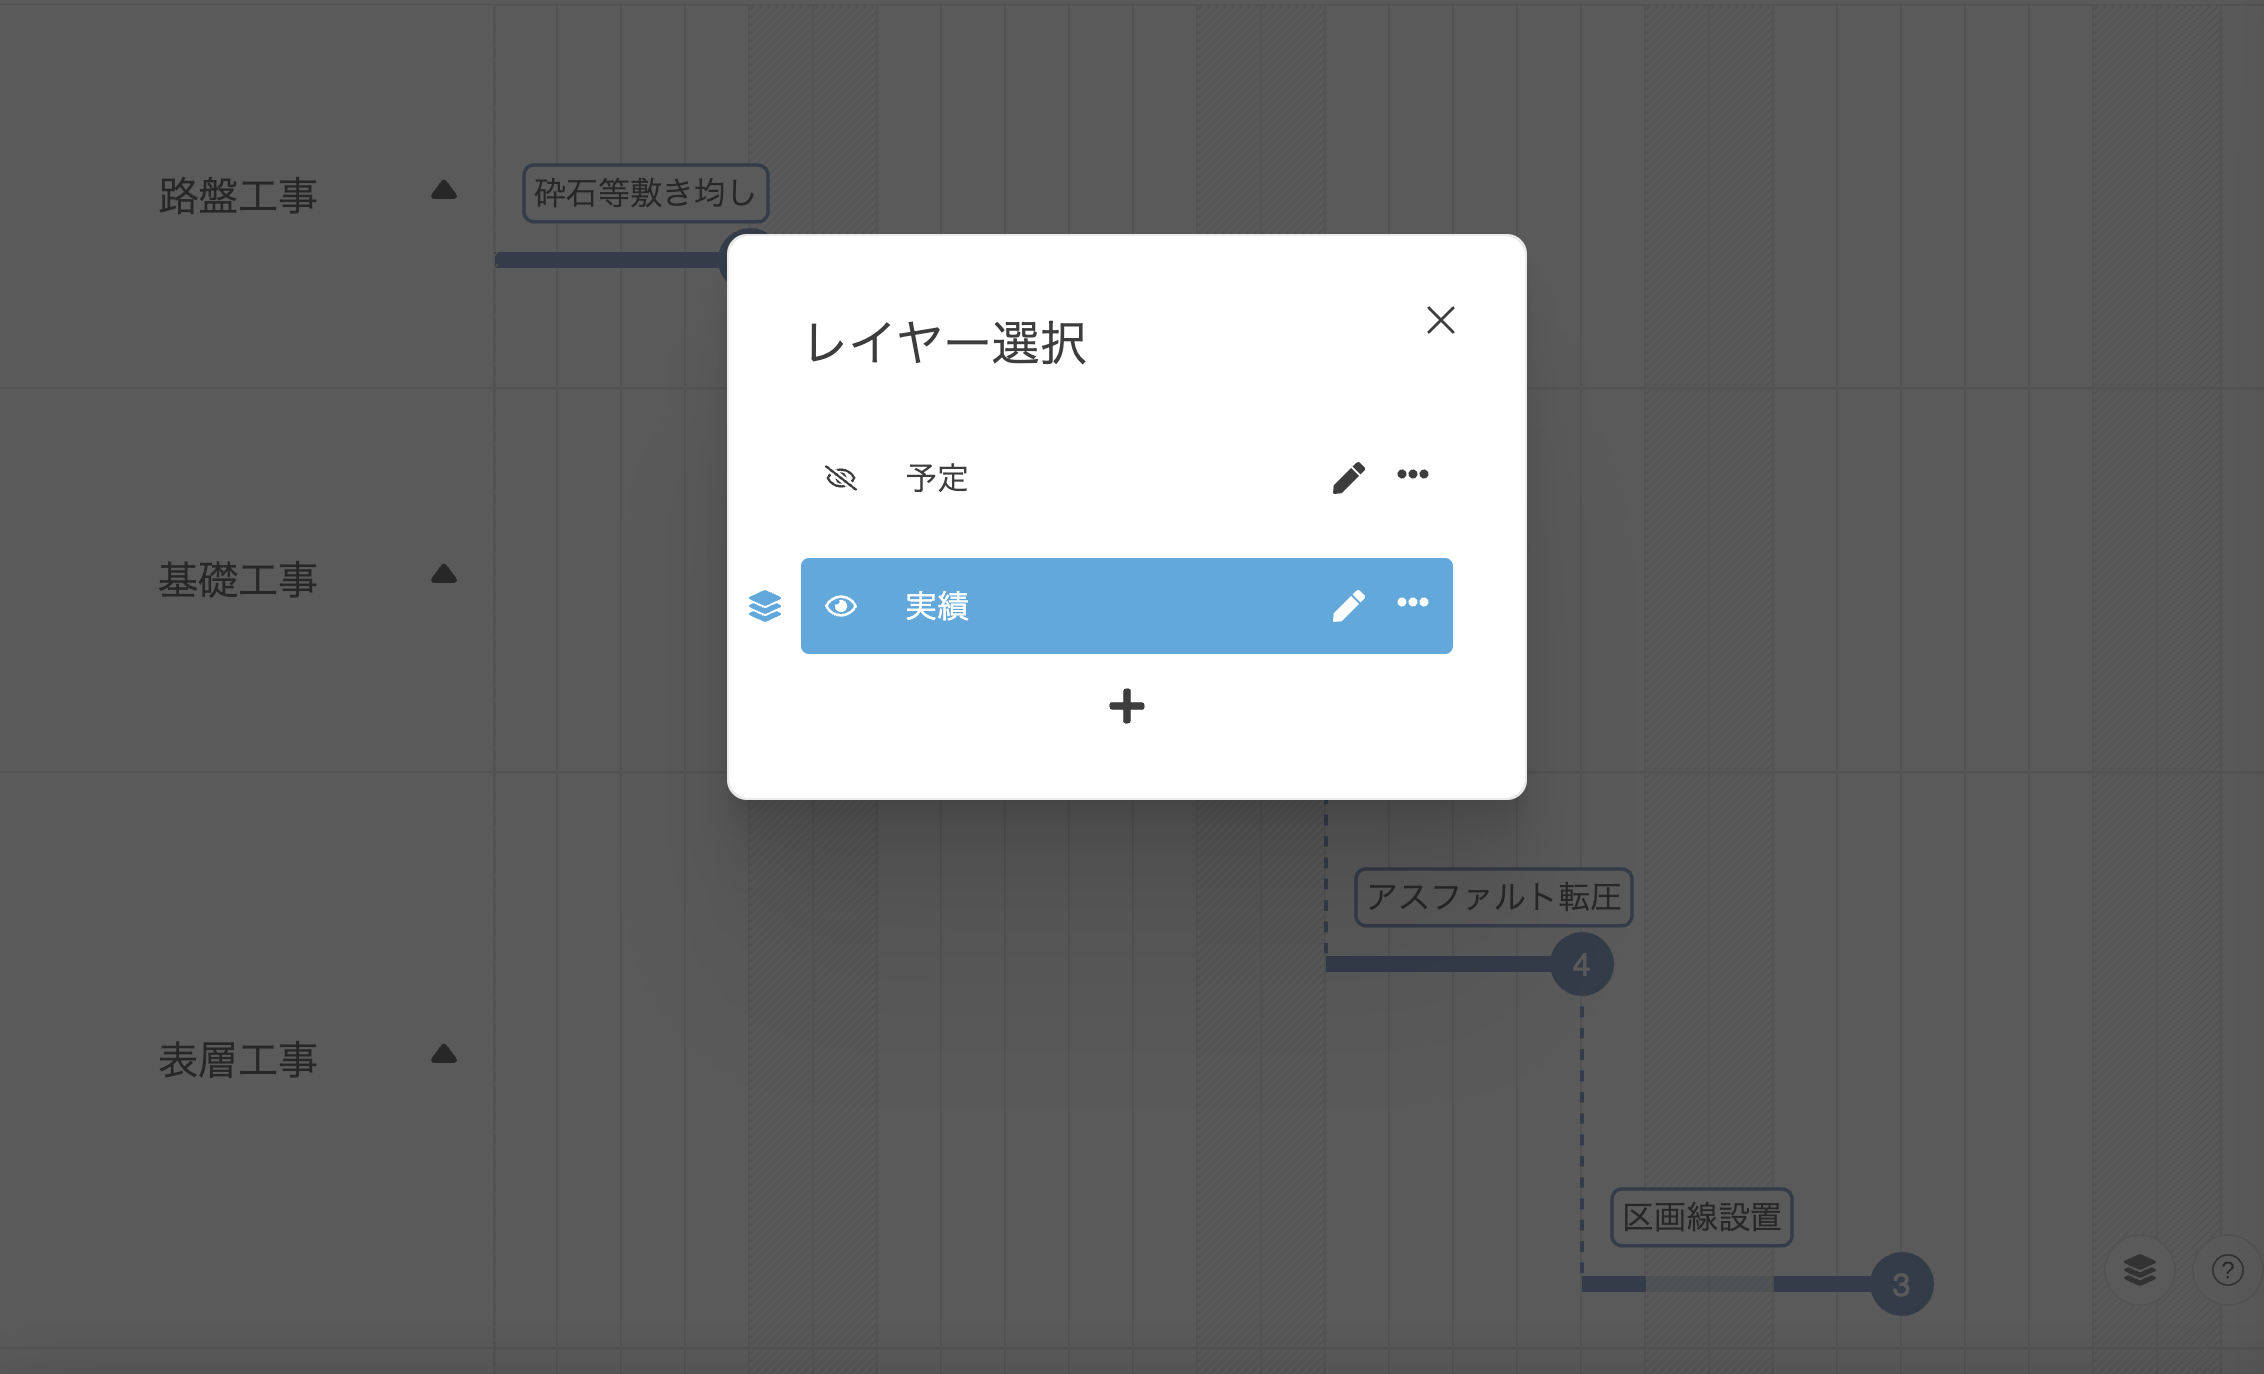 路盤工事
砕石等敷き均し
レイヤー選択
予定
実績
基礎工事
アスファルト転圧
4
表層工事
区画線設置
3
?